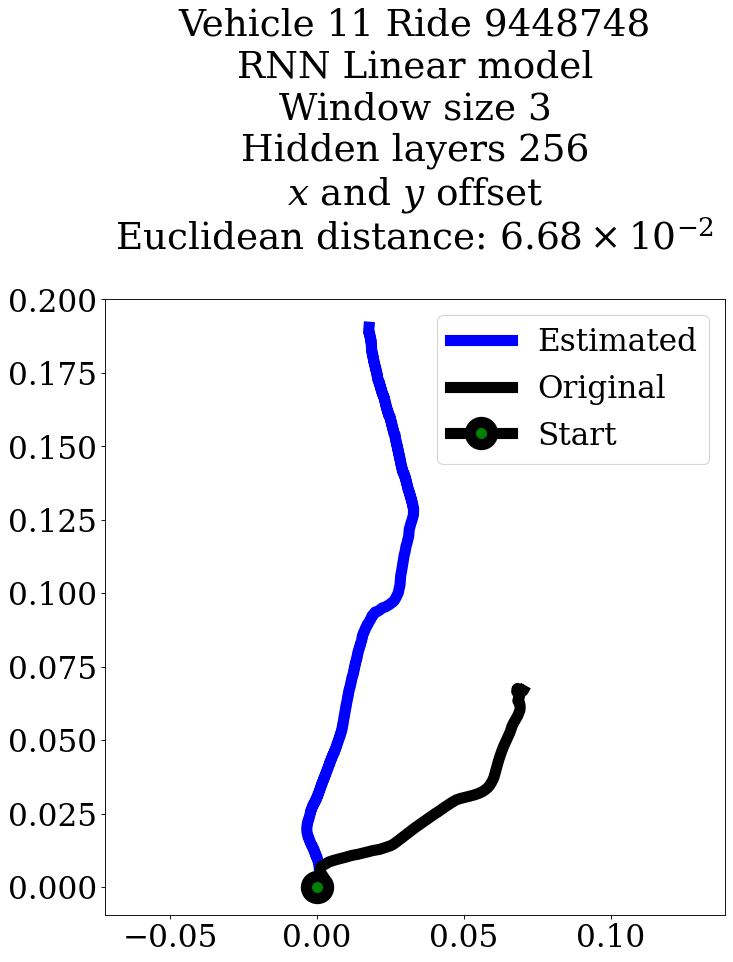 Vehicle 11 Ride 9448748
RNN Linear model
Window size 3
Hidden layers 256
x and y offset
Euclidean distance: 6.68 × 10⁻²
0.200
0.175
0.150
0.125
0.100
0.075
0.050
0.025
0.000
Estimated
Original
Start
−0.05 0.00 0.05 0.10